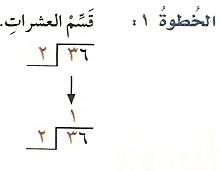 الخُطوةُ ١: قَسِّمْ العشراتِ.
٢ ٣٦
١
٢ ٣٦